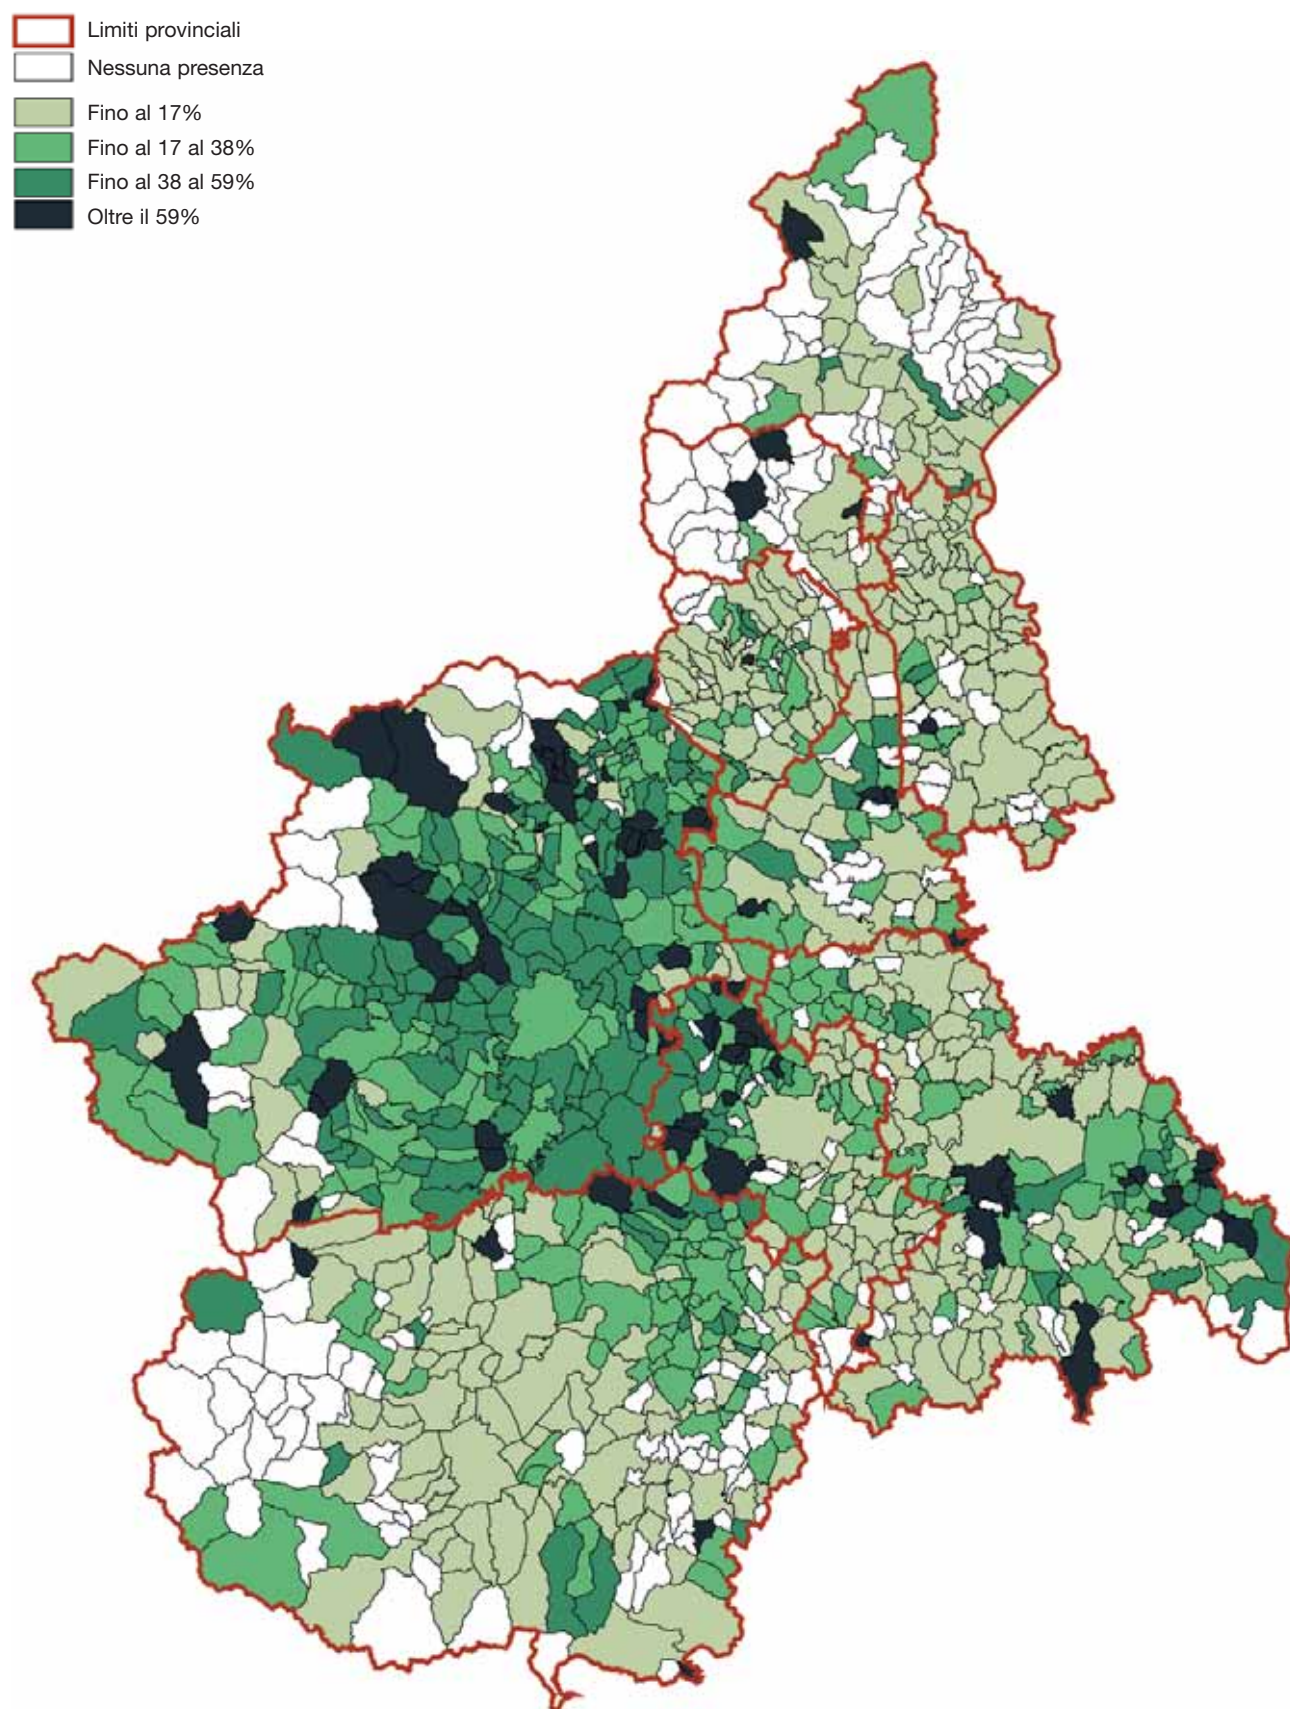 Limiti provinciali
Nessuna presenza
Fino al 17%
Fino al 17 al 38%
Fino al 38 al 59%
Oltre il 59%